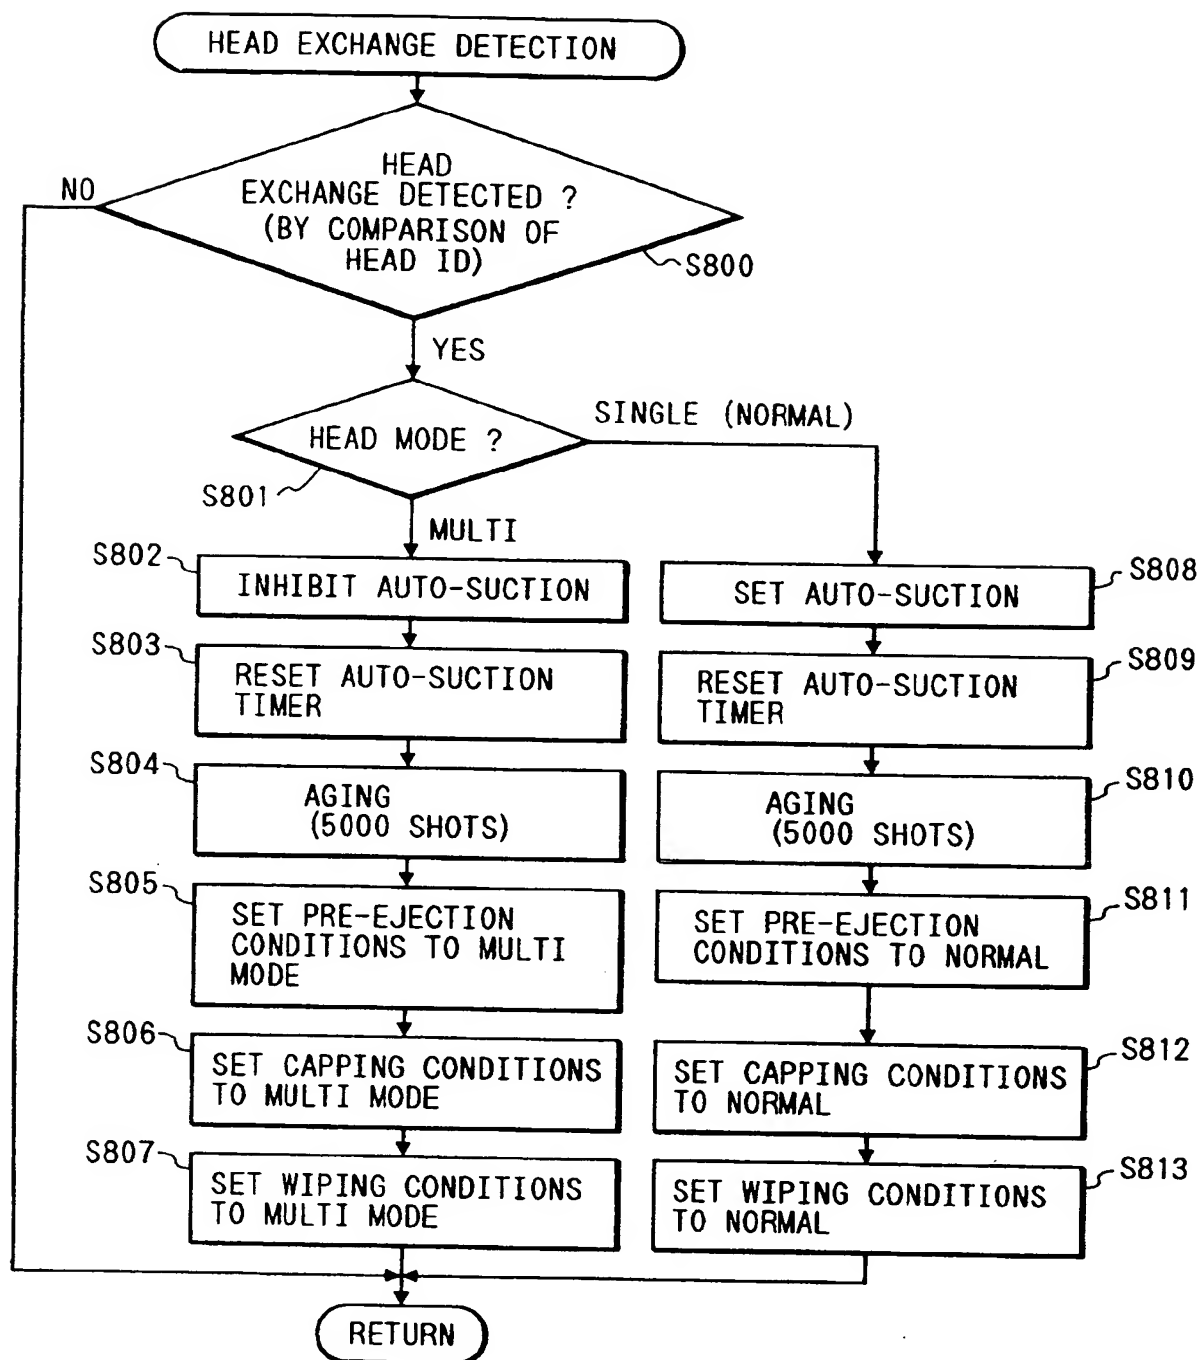 HEAD EXCHANGE DETECTION
HEAD
EXCHANGE DETECTED ?
(BY COMPARISON OF
HEAD ID)
NO
S800
YES
HEAD MODE ?
SINGLE (NORMAL)
S801
MULTI
S802
INHIBIT AUTO-SUCTION
S803
RESET AUTO-SUCTION
TIMER
S804
AGING
(5000 SHOTS)
S805
SET PRE-EJECTION
CONDITIONS TO MULTI
MODE
S806
SET CAPPING CONDITIONS
TO MULTI MODE
S807
SET WIPING CONDITIONS
TO MULTI MODE
SET AUTO-SUCTION
S808
RESET AUTO-SUCTION
TIMER
S809
AGING
(5000 SHOTS)
S810
SET PRE-EJECTION
CONDITIONS TO NORMAL
S811
SET CAPPING CONDITIONS
TO NORMAL
S812
SET WIPING CONDITIONS
TO NORMAL
S813
RETURN